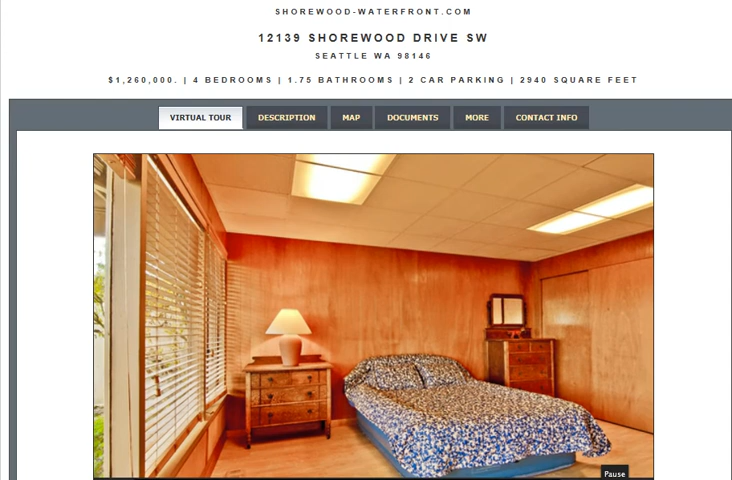 SHOREWOOD-WATERFRONT.COM
12139 SHOREWOOD DRIVE SW
SEATTLE WA 98146
$1,260,000. | 4 BEDROOMS | 1.75 BATHROOMS | 2 CAR PARKING | 2940 SQUARE FEET
VIRTUAL TOUR DESCRIPTION MAP DOCUMENTS MORE CONTACT INFO
Pause